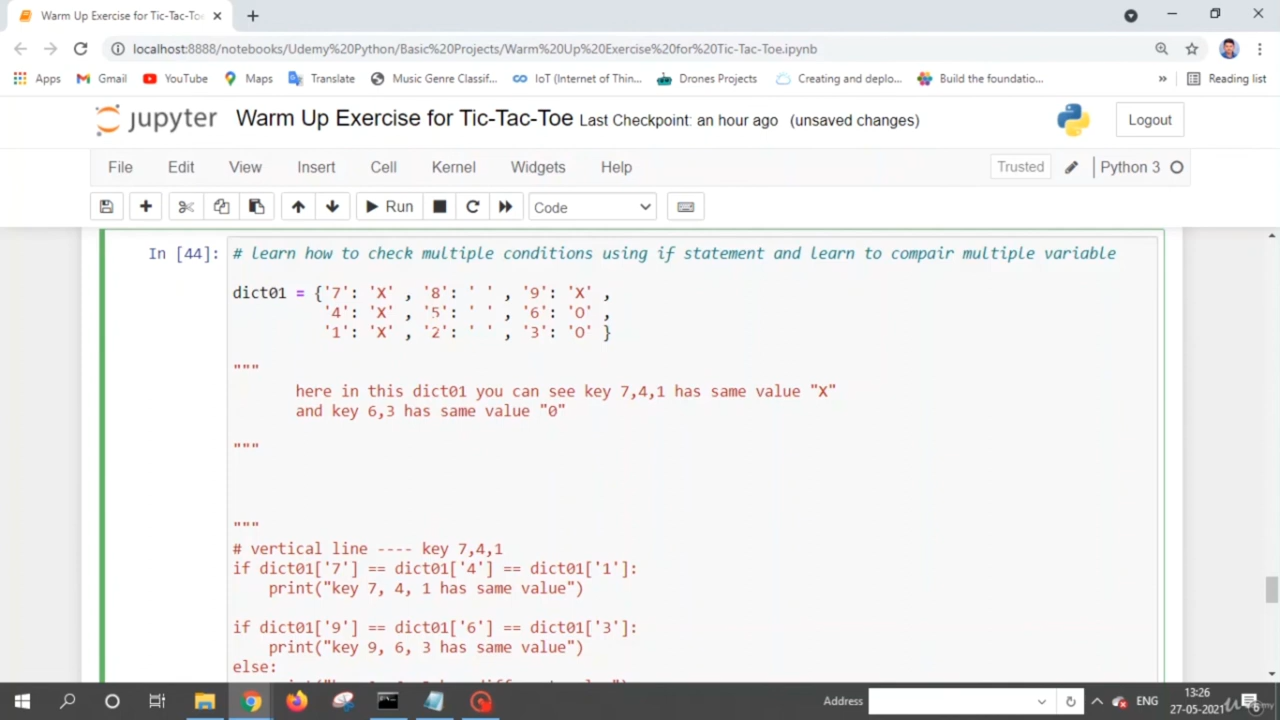 Warm Up Exercise for Tic-Tac-Toe
localhost:8888/notebooks/Udemy%20Python/Basic%20Projects/Warm%20Up%20Exercise%20for%20Tic-Tac-Toe.ipynb
Apps Gmail YouTube Maps Translate Music Genre Classif... IoT (Internet of Thin... Drones Projects Creating and deplo... Build the foundatio... » Reading list
jupyter Warm Up Exercise for Tic-Tac-Toe Last Checkpoint: an hour ago (unsaved changes) Logout
File Edit View Insert Cell Kernel Widgets Help Trusted Python 3
Run Code
In [44]: # learn how to check multiple conditions using if statement and learn to compair multiple variable
dict01 = {'7': 'X' , '8': ' ' , '9': 'X' ,
'4': 'X' , '5': ' ' , '6': 'O' ,
'1': 'X' , '2': ' ' , '3': 'O' }
"""
here in this dict01 you can see key 7,4,1 has same value "X"
and key 6,3 has same value "0"
"""
"""
# vertical line ---- key 7,4,1
if dict01['7'] == dict01['4'] == dict01['1']:
print("key 7, 4, 1 has same value")
if dict01['9'] == dict01['6'] == dict01['3']:
print("key 9, 6, 3 has same value")
else:
Address ENG 13:26
27-05-2021